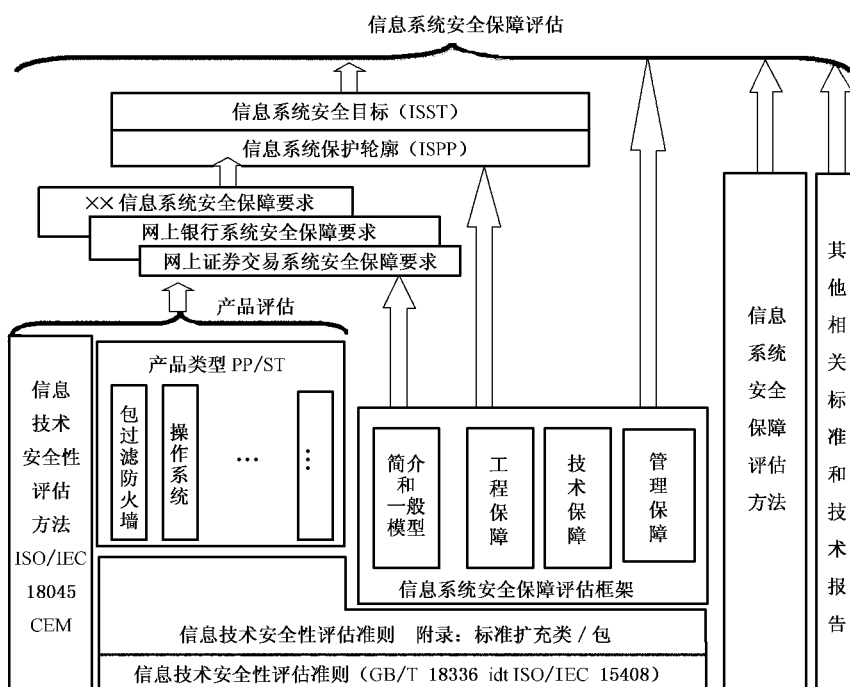 信息系统安全保障评估
信息系统安全目标（ISST）
信息系统保护轮廓（ISPP）
××信息系统安全保障要求
网上银行系统安全保障要求
网上证券交易系统安全保障要求
产品评估
信息
技术
安全性
评估
方法
ISO/IEC
18045
CEM
产品类型 PP/ST
包过滤防火墙
操作系统
…
⋮
简介
和
一般
模型
工程保障
技术保障
管理保障
信息系统安全保障评估框架
信息技术安全性评估准则 附录：标准扩充类/包
信息技术安全性评估准则（GB/T 18336 idt ISO/IEC 15408）
信息
系统
安全
保障
评估
方法
其他相关标准和技术报告